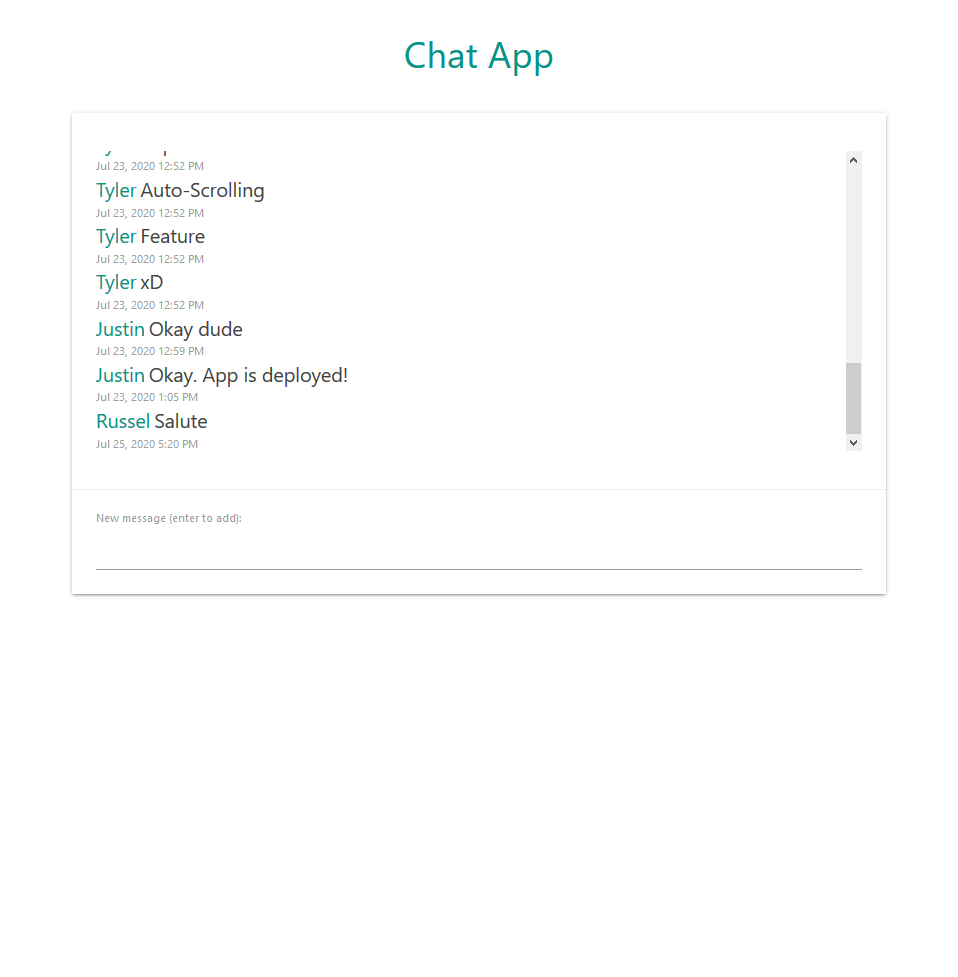 Chat App
Jul 23, 2020 12:52 PM
Tyler Auto-Scrolling
Jul 23, 2020 12:52 PM
Tyler Feature
Jul 23, 2020 12:52 PM
Tyler xD
Jul 23, 2020 12:52 PM
Justin Okay dude
Jul 23, 2020 12:59 PM
Justin Okay. App is deployed!
Jul 23, 2020 1:05 PM
Russel Salute
Jul 25, 2020 5:20 PM
New message (enter to add):